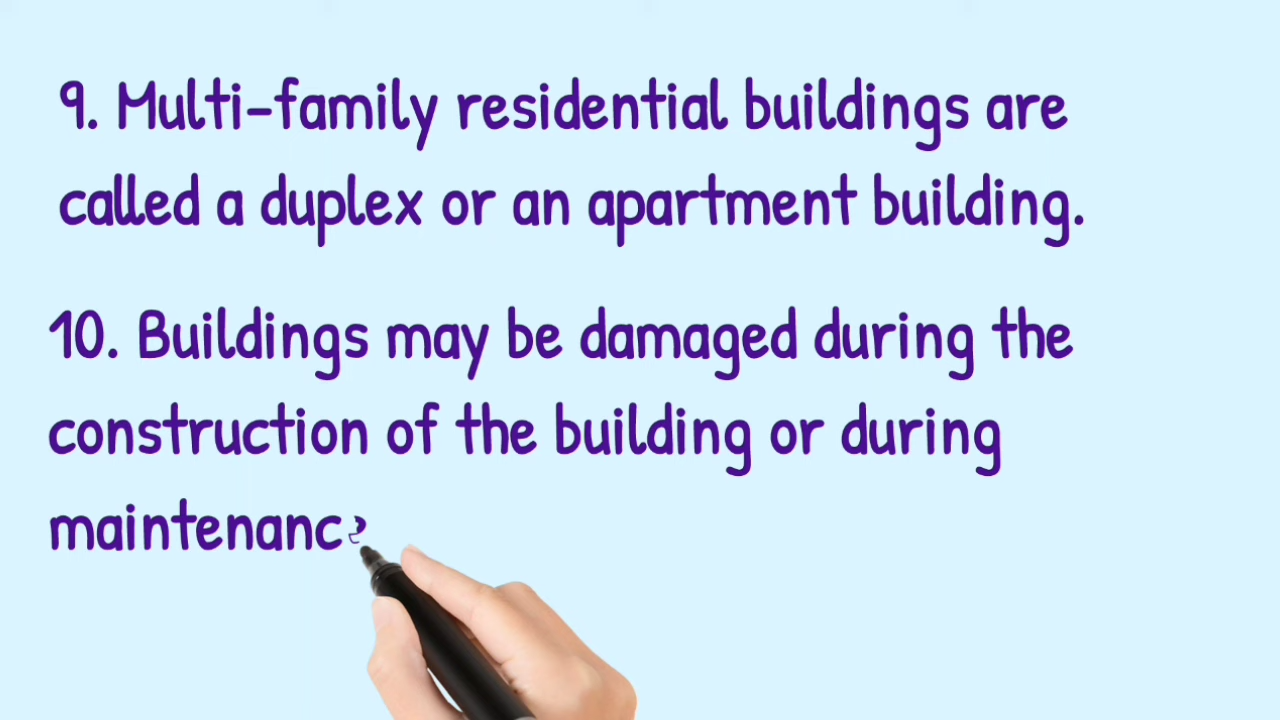 9. Multi-family residential buildings are
called a duplex or an apartment building.
10. Buildings may be damaged during the
construction of the building or during
maintenanc